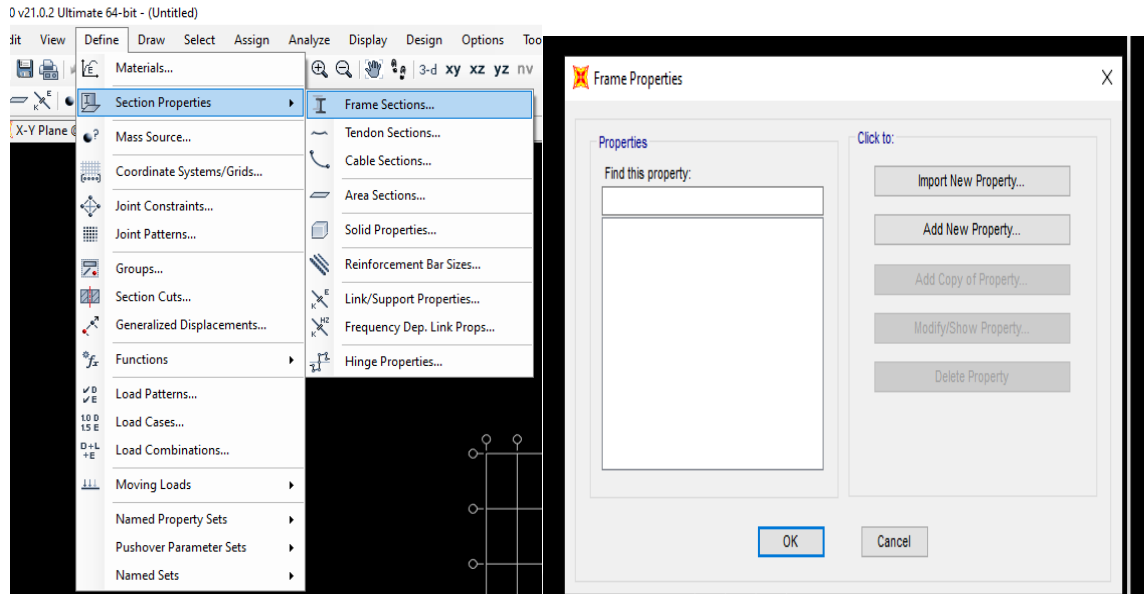 0 v21.0.2 Ultimate 64-bit - (Untitled)
dit View Define Draw Select Assign Analyze Display Design Options Too
3-d xy xz yz nv
X-Y Plane @
Materials...
Section Properties
Mass Source...
Coordinate Systems/Grids...
Joint Constraints...
Joint Patterns...
Groups...
Section Cuts...
Generalized Displacements...
Functions
Load Patterns...
Load Cases...
Load Combinations...
Moving Loads
Named Property Sets
Pushover Parameter Sets
Named Sets
Frame Sections...
Tendon Sections...
Cable Sections...
Area Sections...
Solid Properties...
Reinforcement Bar Sizes...
Link/Support Properties...
Frequency Dep. Link Props...
Hinge Properties...
Frame Properties
Properties
Find this property:
Click to:
Import New Property...
Add New Property...
Add Copy of Property...
Modify/Show Property...
Delete Property
OK
Cancel